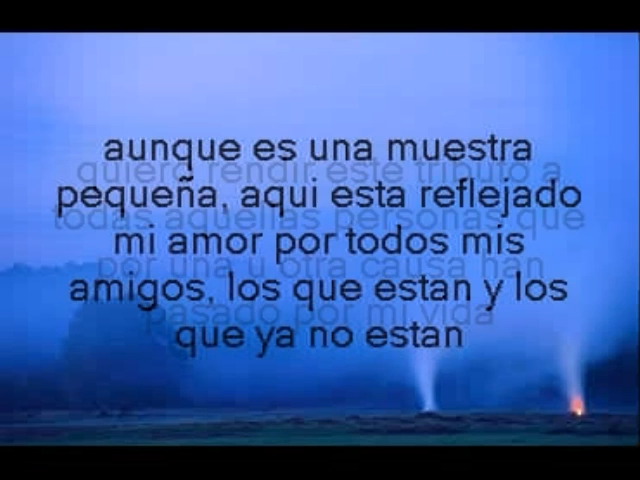 aunque es una muestra
pequeña, aqui esta reflejado
mi amor por todos mis
amigos, los que estan y los
que ya no estan
quiero rendir este tributo a
todas aquellas personas que
por una u otra causa han
pasado por mi vida